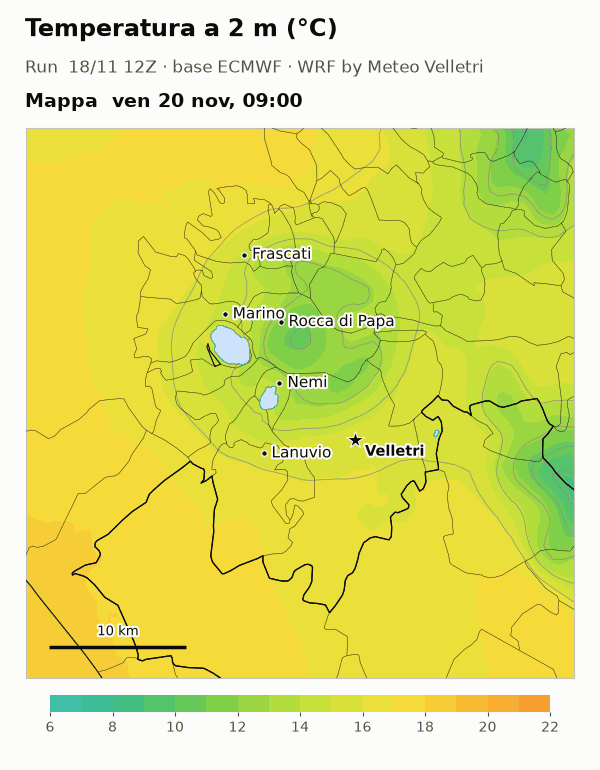 Temperatura a 2 m (°C)
Run  18/11 12Z · base ECMWF · WRF by Meteo Velletri
Mappa  ven 20 nov, 09:00
Frascati
Marino
Rocca di Papa
Nemi
Velletri
Lanuvio
10 km
6 8 10 12 14 16 18 20 22